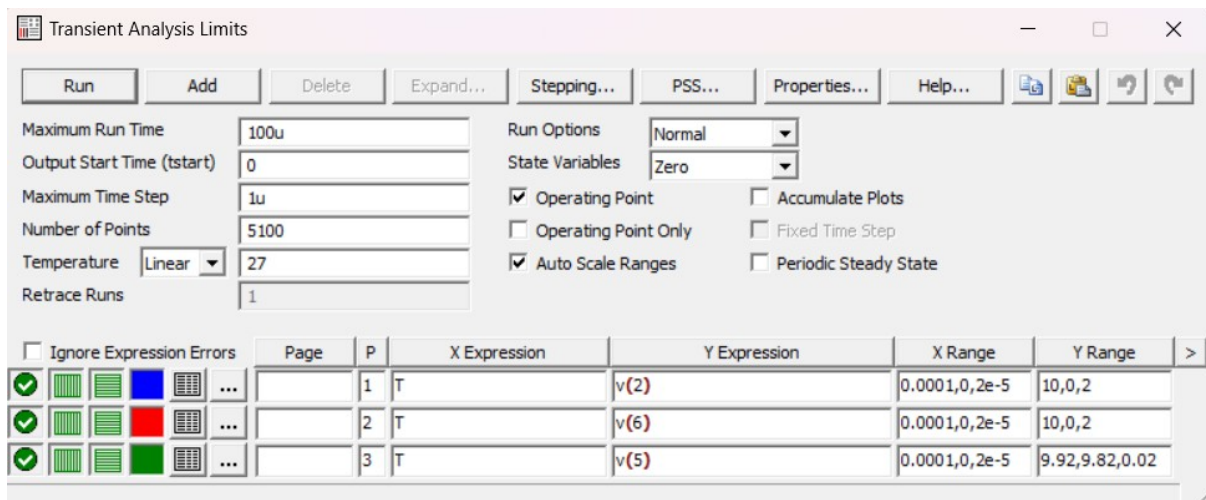 Transient Analysis Limits
Run Add Delete Expand... Stepping... PSS... Properties... Help...
Maximum Run Time 100u Run Options Normal
Output Start Time (tstart) 0 State Variables Zero
Maximum Time Step 1u Operating Point Accumulate Plots
Number of Points 5100 Operating Point Only Fixed Time Step
Temperature Linear 27 Auto Scale Ranges Periodic Steady State
Retrace Runs 1
Ignore Expression Errors Page P X Expression Y Expression X Range Y Range >
... 1 T v(2) 0.0001,0,2e-5 10,0,2
... 2 T v(6) 0.0001,0,2e-5 10,0,2
... 3 T v(5) 0.0001,0,2e-5 9.92,9.82,0.02